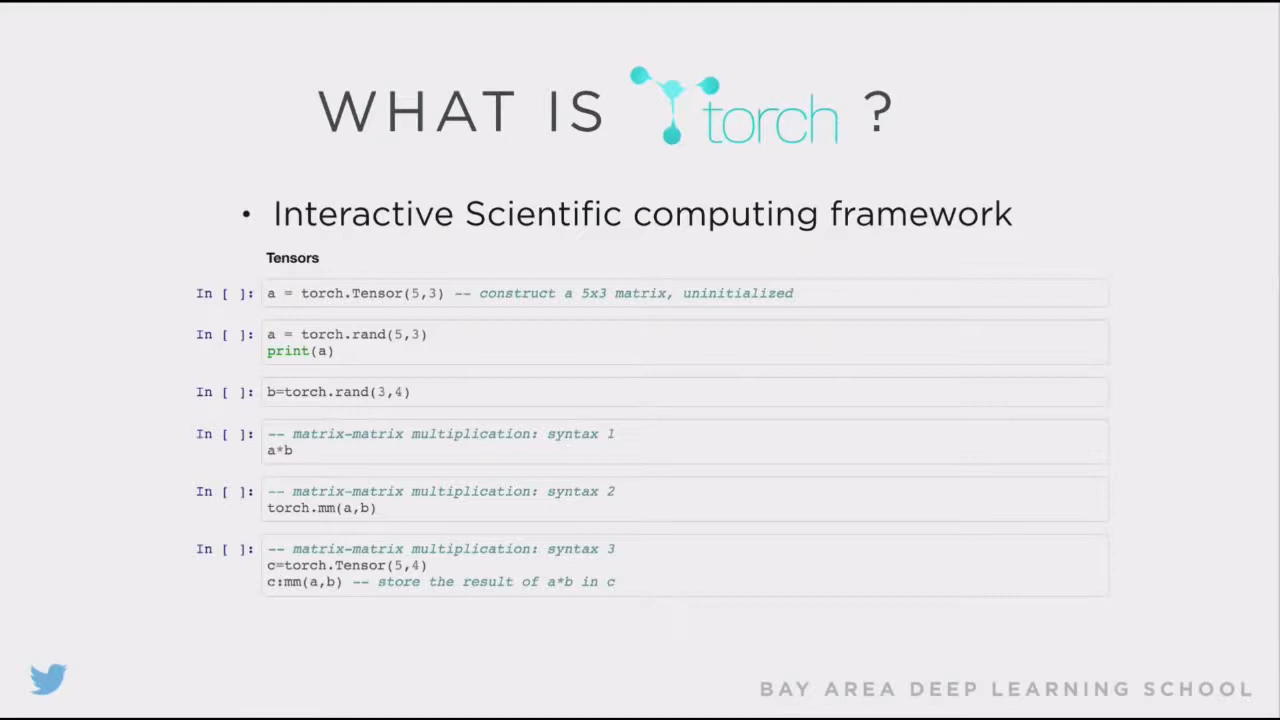 WHAT IS torch ?
• Interactive Scientific computing framework
Tensors
In [ ]: a = torch.Tensor(5,3) -- construct a 5x3 matrix, uninitialized
In [ ]: a = torch.rand(5,3)
print(a)
In [ ]: b=torch.rand(3,4)
In [ ]: -- matrix-matrix multiplication: syntax 1
a*b
In [ ]: -- matrix-matrix multiplication: syntax 2
torch.mm(a,b)
In [ ]: -- matrix-matrix multiplication: syntax 3
c=torch.Tensor(5,4)
c:mm(a,b) -- store the result of a*b in c
BAY AREA DEEP LEARNING SCHOOL